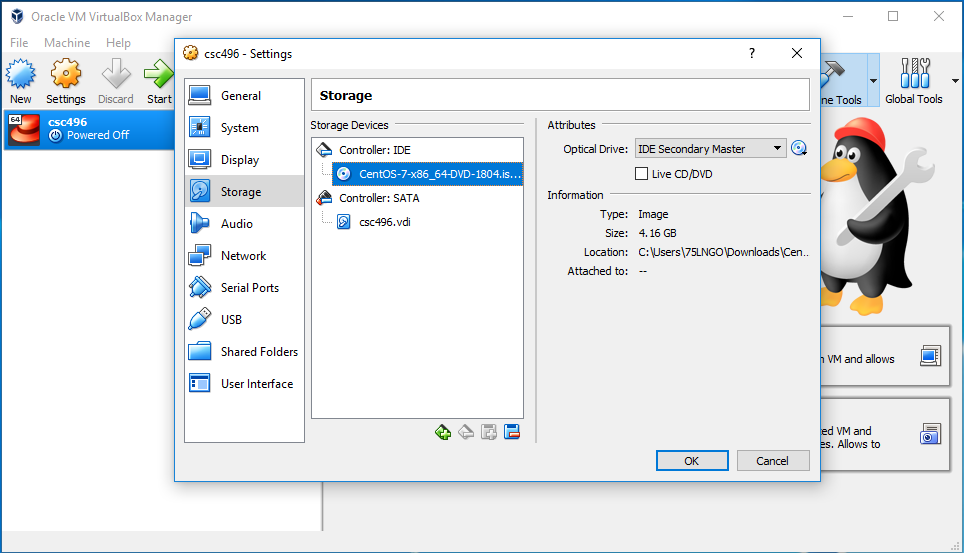 Oracle VM VirtualBox Manager
File Machine Help
New Settings Discard Start
ne Tools Global Tools
64 csc496
Powered Off
csc496 - Settings
?
General
System
Display
Storage
Audio
Network
Serial Ports
USB
Shared Folders
User Interface
Storage
Storage Devices
Controller: IDE
CentOS-7-x86_64-DVD-1804.is...
Controller: SATA
csc496.vdi
Attributes
Optical Drive: IDE Secondary Master
Live CD/DVD
Information
Type: Image
Size: 4.16 GB
Location: C:\Users\75LNGO\Downloads\Cen..
Attached to: --
OK Cancel
VM and allows
ed VM and
es. Allows to